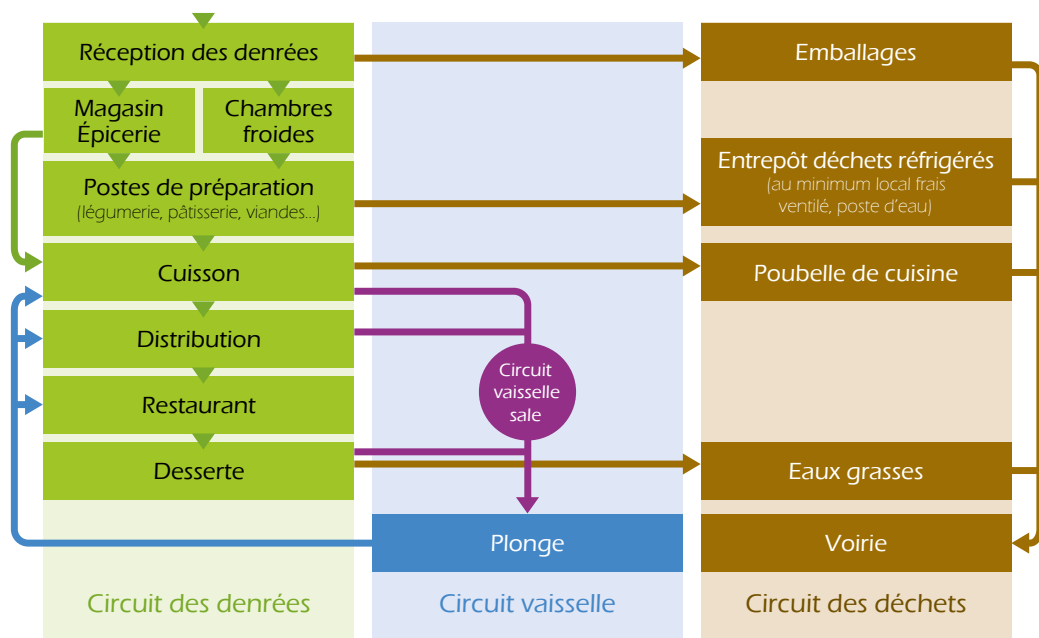 Réception des denrées
Emballages
Magasin
Épicerie
Chambres
froides
Postes de préparation
(légumerie, pâtisserie, viandes...)
Entrepôt déchets réfrigérés
(au minimum local frais
ventilé, poste d'eau)
Cuisson
Poubelle de cuisine
Distribution
Circuit
vaisselle
sale
Restaurant
Desserte
Eaux grasses
Plonge
Voirie
Circuit des denrées
Circuit vaisselle
Circuit des déchets